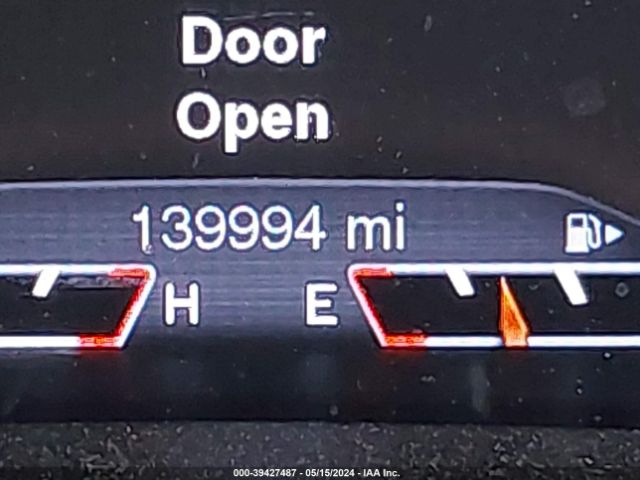 Door
Open
139994 mi
H E
000-39427487 - 05/15/2024 - IAA Inc.